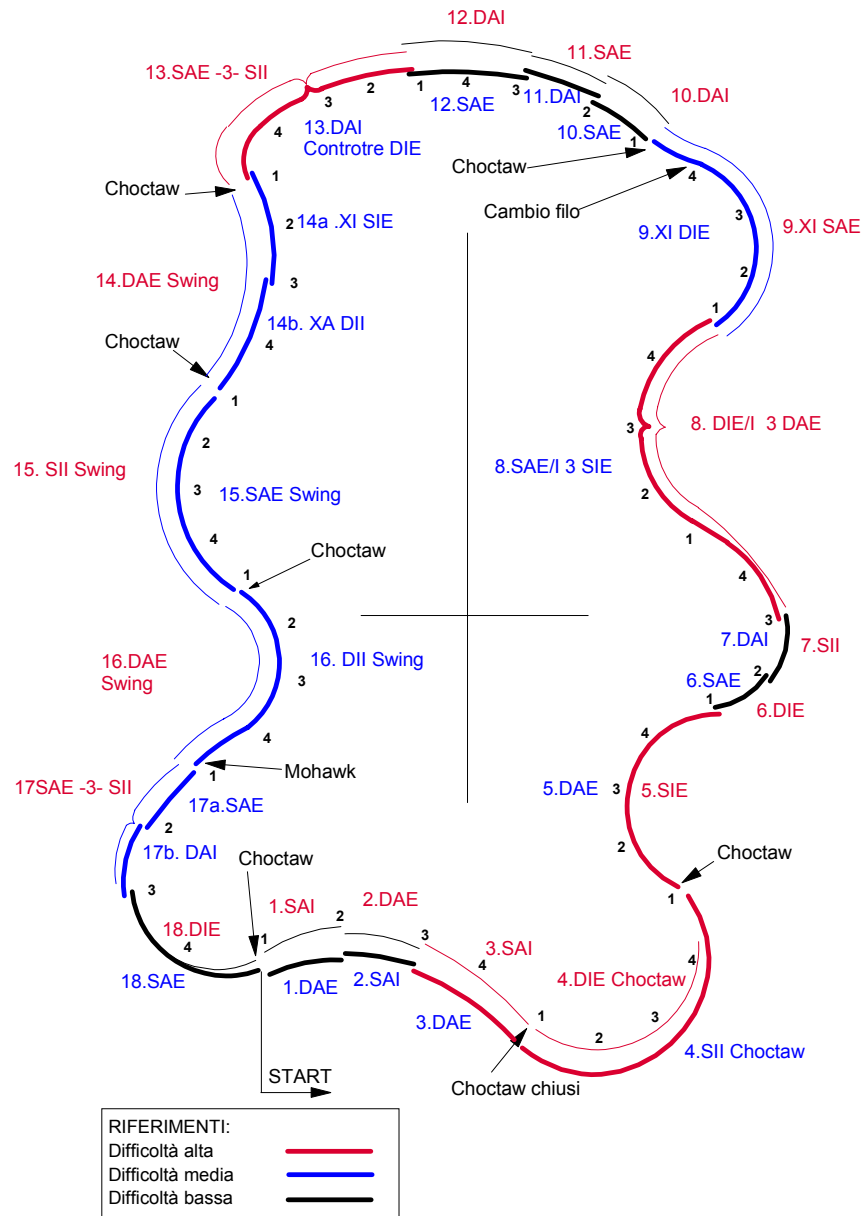 12.DAI
13.SAE -3- SII
11.SAE
10.DAI
3
2
1
4
3
12.SAE
11.DAI
2
10.SAE
1
4
13.DAI
Controtre DIE
Choctaw
Choctaw
1
4
Cambio filo
2
14a .XI SIE
3
9.XI DIE
9.XI SAE
2
14.DAE Swing
3
1
14b. XA DII
Choctaw
4
4
1
2
3
8. DIE/I 3 DAE
15. SII Swing
8.SAE/I 3 SIE
3
15.SAE Swing
2
4
1
Choctaw
1
4
2
3
7.DAI
7.SII
16.DAE
Swing
16. DII Swing
3
6.SAE
2
1
6.DIE
4
4
Mohawk
1
17SAE -3- SII
17a.SAE
5.DAE
3
5.SIE
2
17b. DAI
2
Choctaw
Choctaw
3
1
1.SAI
2
2.DAE
18.DIE
1
3
3.SAI
4
4
4
18.SAE
1.DAE
2.SAI
4.DIE Choctaw
3.DAE
1
2
3
4.SII Choctaw
START
Choctaw chiusi
RIFERIMENTI:
Difficoltà alta
Difficoltà media
Difficoltà bassa